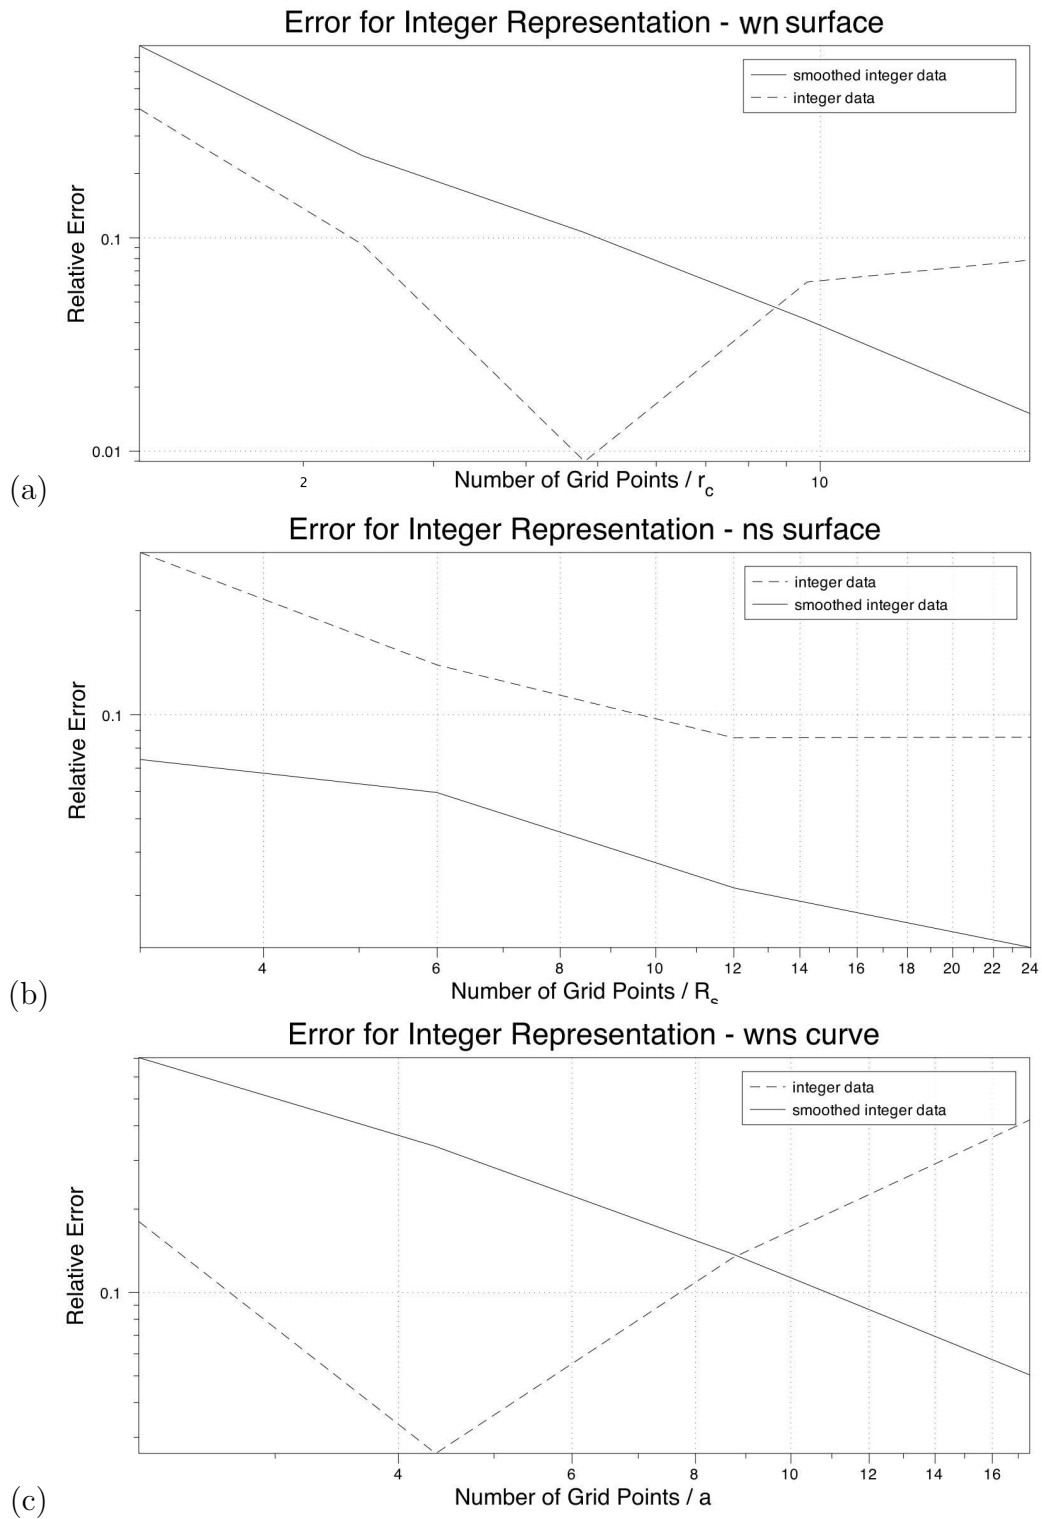 Error for Integer Representation - wn surface
smoothed integer data
integer data
Relative Error
0.1
0.01
2
10
Number of Grid Points / rc
(a)
Error for Integer Representation - ns surface
integer data
smoothed integer data
Relative Error
0.1
4 6 8 10 12 14 16 18 20 22 24
Number of Grid Points / Rs
(b)
Error for Integer Representation - wns curve
integer data
smoothed integer data
Relative Error
0.1
4 6 8 10 12 14 16
Number of Grid Points / a
(c)